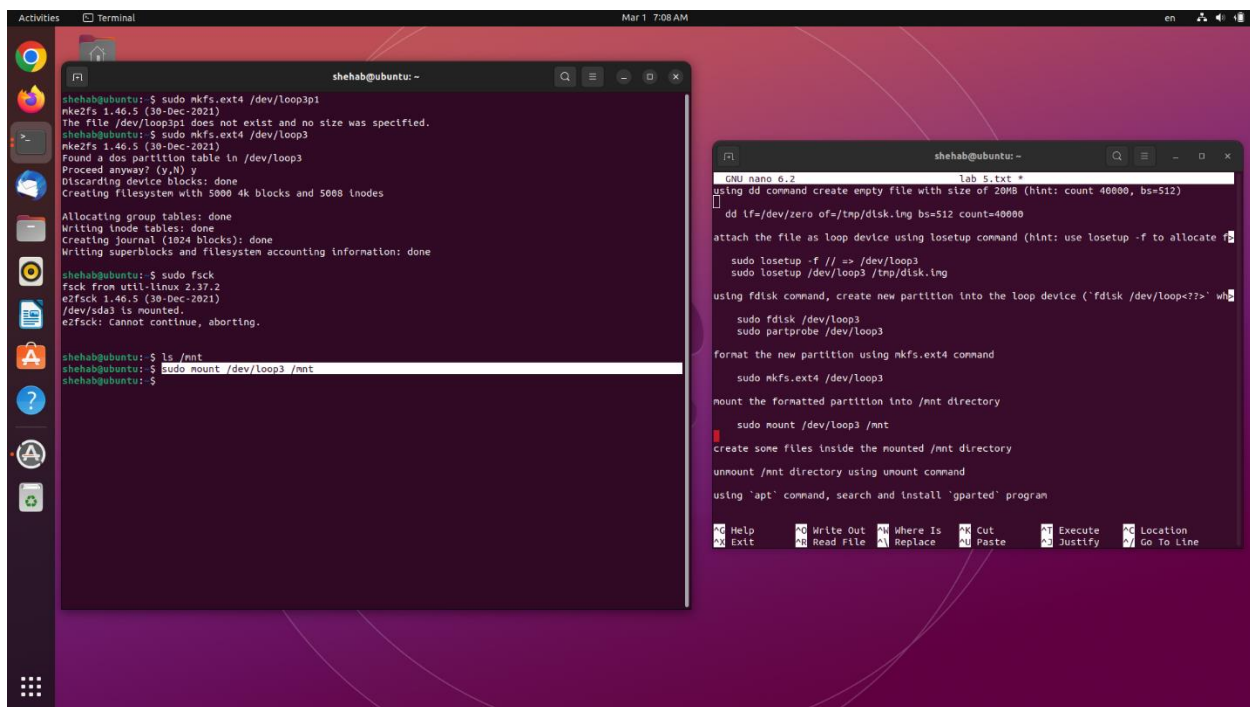 Activities Terminal Mar 1 7:08 AM en
shehab@ubuntu: ~
shehab@ubuntu:~$ sudo mkfs.ext4 /dev/loop3p1
mke2fs 1.46.5 (30-Dec-2021)
The file /dev/loop3p1 does not exist and no size was specified.
shehab@ubuntu:~$ sudo mkfs.ext4 /dev/loop3
mke2fs 1.46.5 (30-Dec-2021)
Found a dos partition table in /dev/loop3
Proceed anyway? (y,N) y
Discarding device blocks: done
Creating filesystem with 5000 4k blocks and 5008 inodes
Allocating group tables: done
Writing inode tables: done
Creating journal (1024 blocks): done
Writing superblocks and filesystem accounting information: done
shehab@ubuntu:~$ sudo fsck
fsck from util-linux 2.37.2
e2fsck 1.46.5 (30-Dec-2021)
/dev/sda3 is mounted.
e2fsck: Cannot continue, aborting.
shehab@ubuntu:~$ ls /mnt
shehab@ubuntu:~$ sudo mount /dev/loop3 /mnt
shehab@ubuntu:~$
shehab@ubuntu: ~
GNU nano 6.2 lab 5.txt *
using dd command create empty file with size of 20MB (hint: count 40000, bs=512)
dd if=/dev/zero of=/tmp/disk.img bs=512 count=40000
attach the file as loop device using losetup command (hint: use losetup -f to allocate f>
sudo losetup -f // => /dev/loop3
sudo losetup /dev/loop3 /tmp/disk.img
using fdisk command, create new partition into the loop device (`fdisk /dev/loop<??>` wh>
sudo fdisk /dev/loop3
sudo partprobe /dev/loop3
format the new partition using mkfs.ext4 command
sudo mkfs.ext4 /dev/loop3
mount the formatted partition into /mnt directory
sudo mount /dev/loop3 /mnt
create some files inside the mounted /mnt directory
unmount /mnt directory using umount command
using `apt` command, search and install `gparted` program
^G Help ^O Write Out ^W Where Is ^K Cut ^T Execute ^C Location
^X Exit ^R Read File ^\ Replace ^U Paste ^J Justify ^/ Go To Line